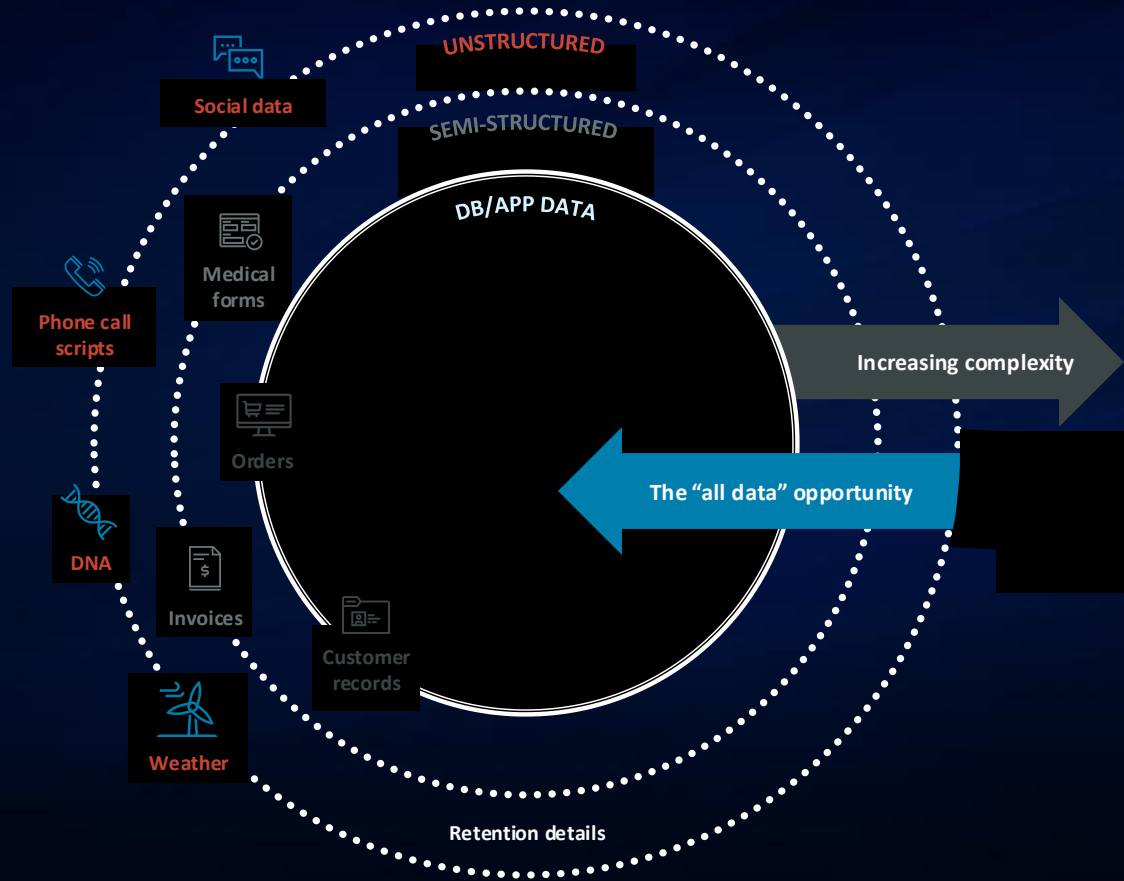 UNSTRUCTURED
Social data
SEMI-STRUCTURED
DB/APP DATA
Medical
forms
Phone call
scripts
Increasing complexity
Orders
The “all data” opportunity
DNA
Invoices
Customer
records
Weather
Retention details